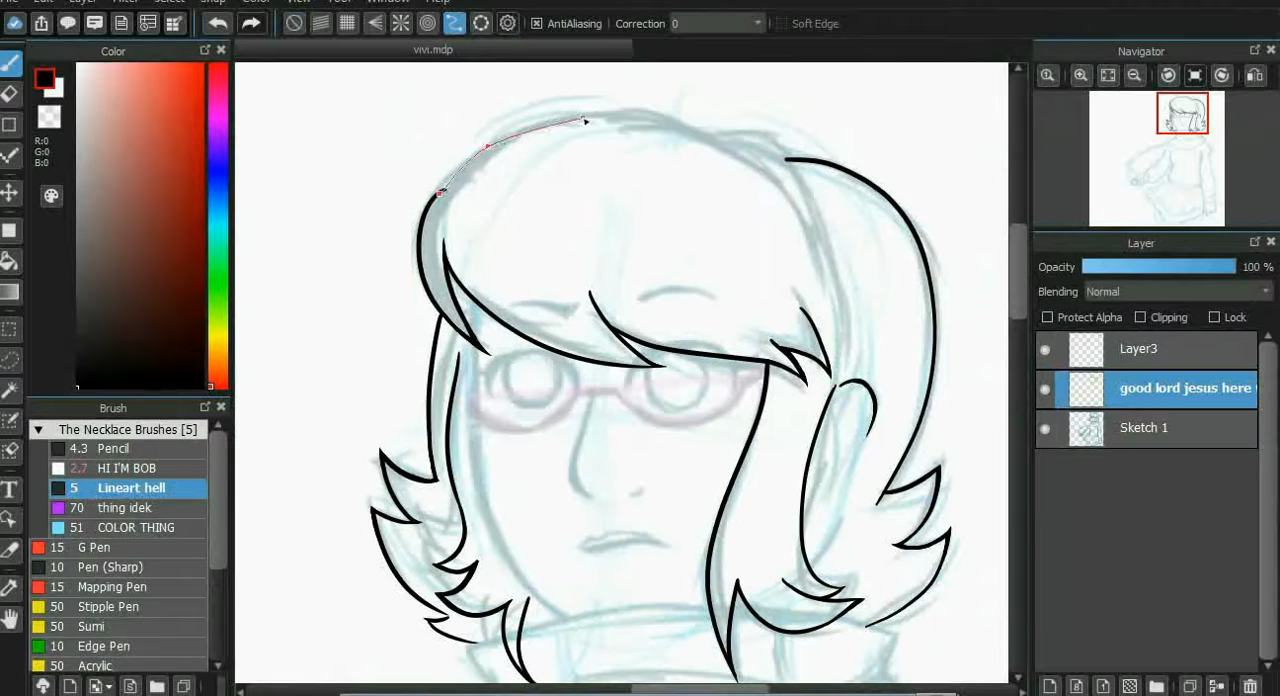 AntiAliasing
Correction 0
Soft Edge
Color
vivi.mdp
Navigator
R:0
G:0
B:0
Layer
Opacity 100 %
Blending Normal
Protect Alpha
Clipping
Lock
Layer3
good lord jesus here
Sketch 1
Brush
The Necklace Brushes [5]
4.3 Pencil
2.7 HI I'M BOB
5 Lineart hell
70 thing idek
51 COLOR THING
15 G Pen
10 Pen (Sharp)
15 Mapping Pen
50 Stipple Pen
50 Sumi
10 Edge Pen
50 Acrylic